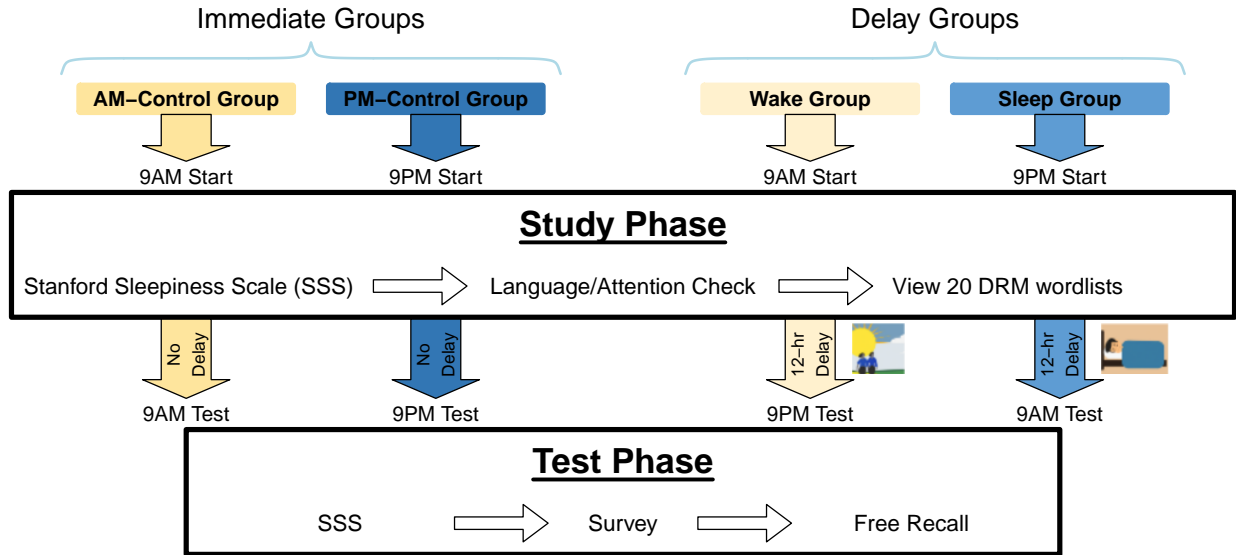 Immediate Groups
Delay Groups
AM−Control Group
PM−Control Group
Wake Group
Sleep Group
9AM Start
9PM Start
9AM Start
9PM Start
Study Phase
Stanford Sleepiness Scale (SSS)
Language/Attention Check
View 20 DRM wordlists
No
Delay
No
Delay
12−hr
Delay
12−hr
Delay
9AM Test
9PM Test
9PM Test
9AM Test
Test Phase
SSS
Survey
Free Recall